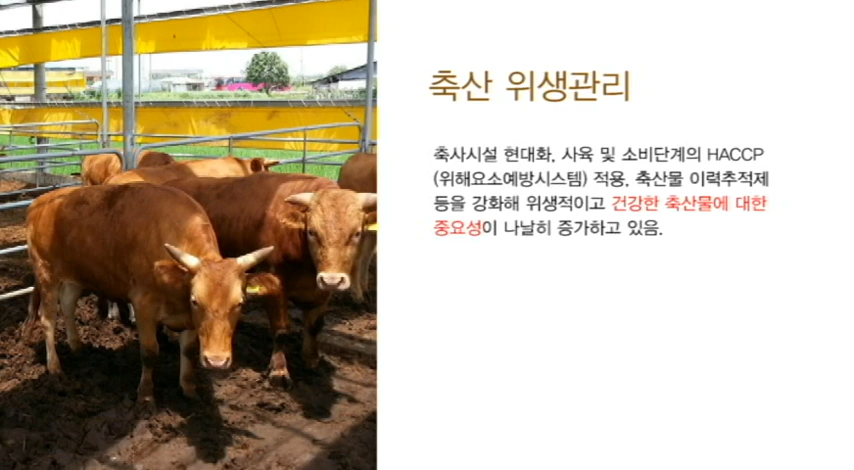 축산 위생관리
축사시설 현대화, 사육 및 소비단계의 HACCP
(위해요소예방시스템) 적용, 축산물 이력추적제
등을 강화해 위생적이고 건강한 축산물에 대한
중요성이 나날히 증가하고 있음.